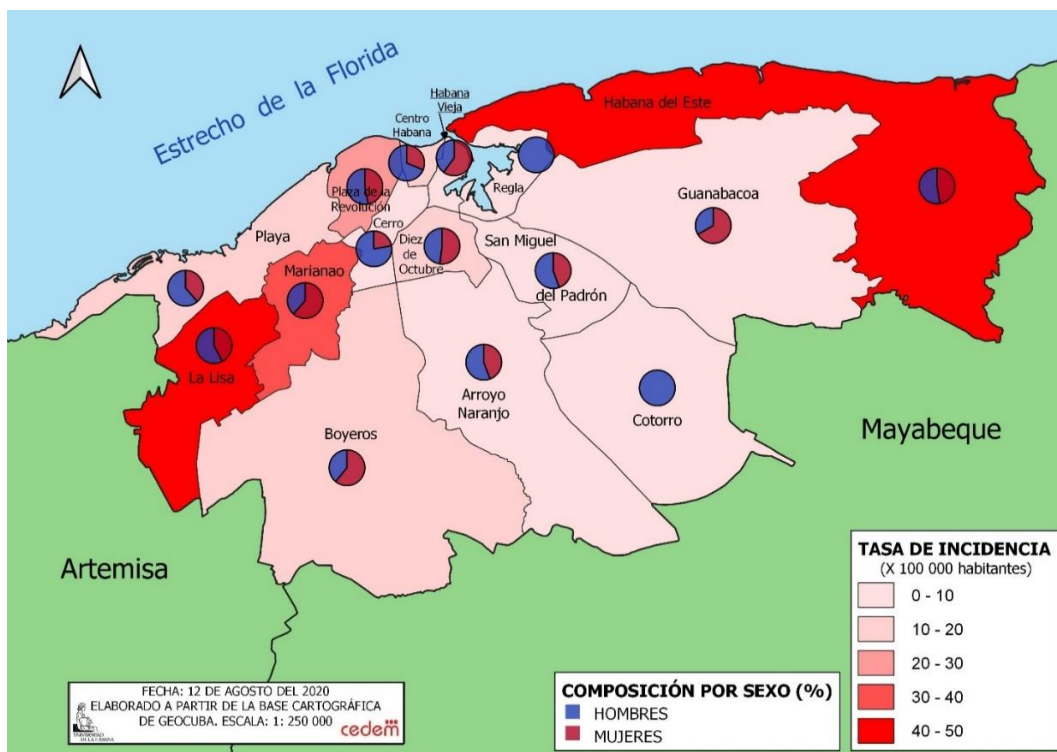 Estrecho de la Florida
Habana
Vieja
Centro
Habana
Habana del Este
Regla
Guanabacoa
Plaza de la
Revolución
Cerro
Playa
Diez
de
Octubre
San Miguel
del Padrón
Marianao
La Lisa
Arroyo
Naranjo
Cotorro
Boyeros
Mayabeque
Artemisa
TASA DE INCIDENCIA
(X 100 000 habitantes)
0 - 10
10 - 20
20 - 30
30 - 40
40 - 50
COMPOSICIÓN POR SEXO (%)
HOMBRES
MUJERES
FECHA: 12 DE AGOSTO DEL 2020
ELABORADO A PARTIR DE LA BASE CARTOGRÁFICA
DE GEOCUBA. ESCALA: 1: 250 000
cedem